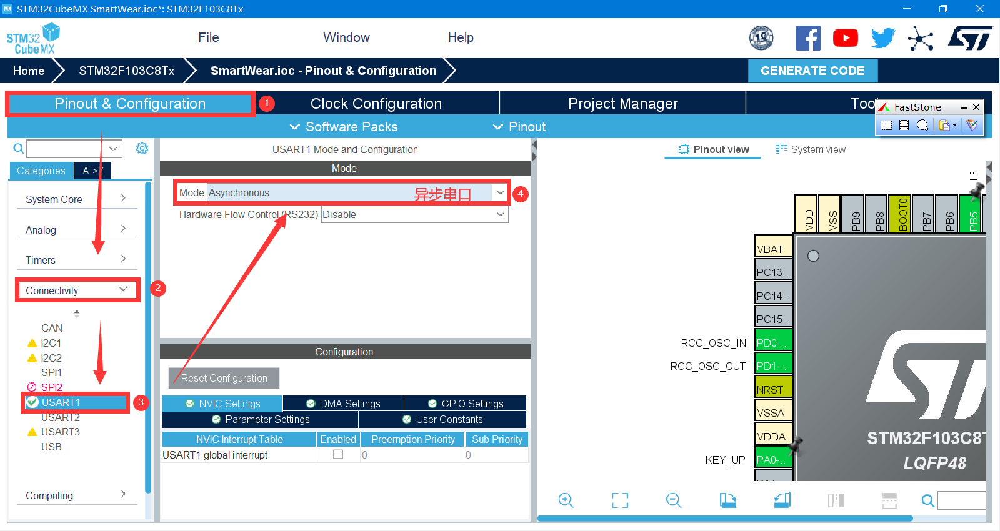 MX STM32CubeMX SmartWear.ioc*: STM32F103C8Tx
STM32
CubeMX
File
Window
Help
10
Home
STM32F103C8Tx
SmartWear.ioc - Pinout & Configuration
GENERATE CODE
Pinout & Configuration
1
Clock Configuration
Project Manager
Too
FastStone
Software Packs
Pinout
USART1 Mode and Configuration
Pinout view
System view
Categories
A->Z
Mode
System Core
Analog
Timers
Connectivity
2
CAN
I2C1
I2C2
SPI1
SPI2
USART1
3
USART2
USART3
USB
Computing
Mode Asynchronous
异步串口
4
Hardware Flow Control (RS232) Disable
Configuration
Reset Configuration
NVIC Settings
DMA Settings
GPIO Settings
Parameter Settings
User Constants
NVIC Interrupt Table
Enabled
Preemption Priority
Sub Priority
USART1 global interrupt
0
0
LE
VDD
VSS
PB9
PB8
BOOT0
PB7
PB6
PB5
VBAT
PC13..
PC14..
PC15..
RCC_OSC_IN
PD0-..
RCC_OSC_OUT
PD1-..
NRST
VSSA
VDDA
KEY_UP
PA0-..
ST
STM32F103C8T
LQFP48